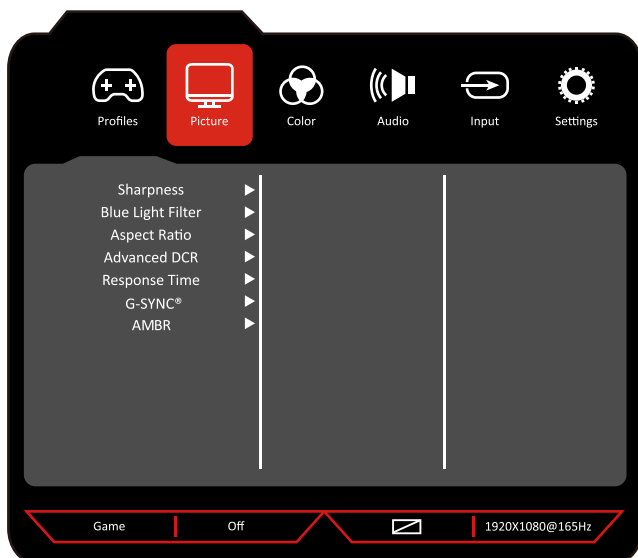 Profiles Picture Color Audio Input Settings
Sharpness
Blue Light Filter
Aspect Ratio
Advanced DCR
Response Time
G-SYNC®
AMBR
Game Off 1920X1080@165Hz